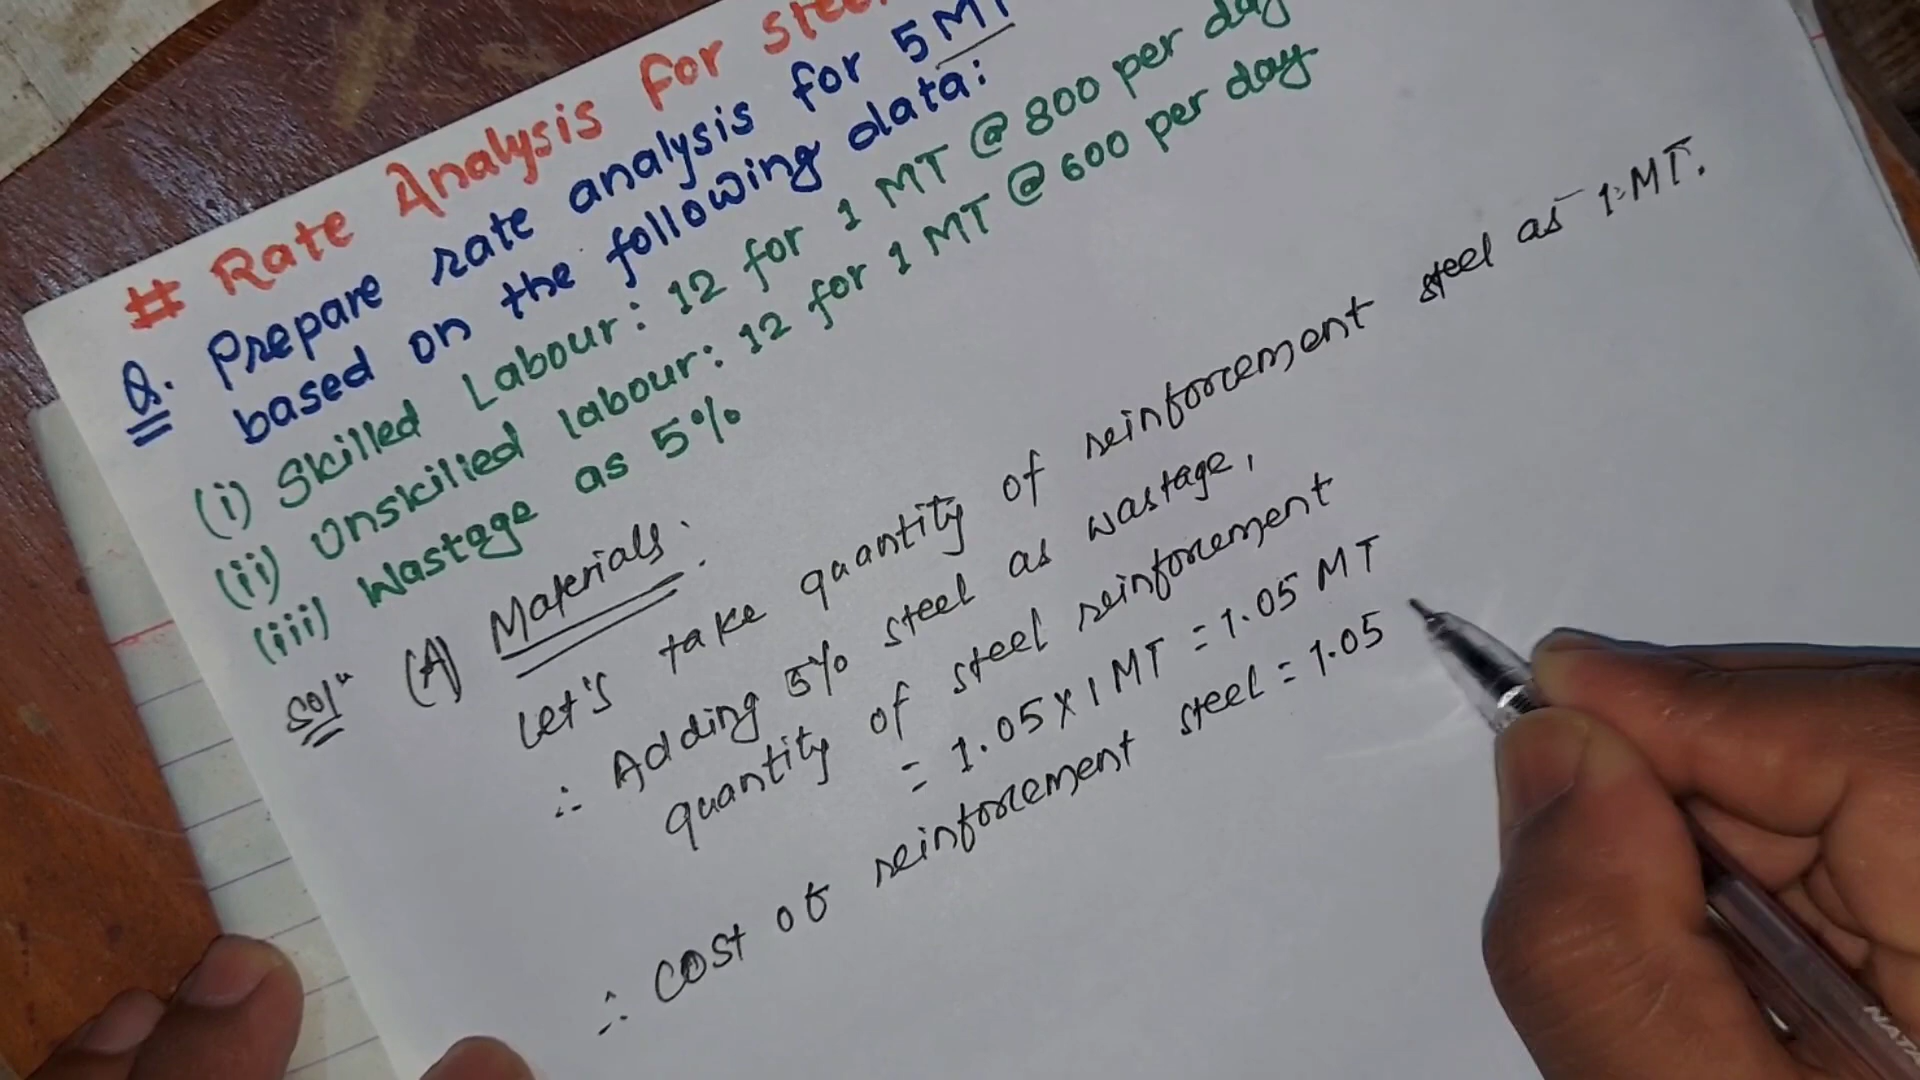 # Rate Analysis For steel
Q. Prepare rate analysis for 5 MT
based on the following data:
(i) Skilled Labour: 12 for 1 MT @ 800 per day
(ii) Unskilled labour: 12 for 1 MT @ 600 per day
(iii) Wastage as 5%
Solⁿ (A) Materials:
Let's take quantity of reinforcement steel as 1 MT.
∴ Adding 5% steel as wastage,
quantity of steel reinforcement
= 1.05 x 1 MT = 1.05 MT
∴ cost of reinforcement steel = 1.05